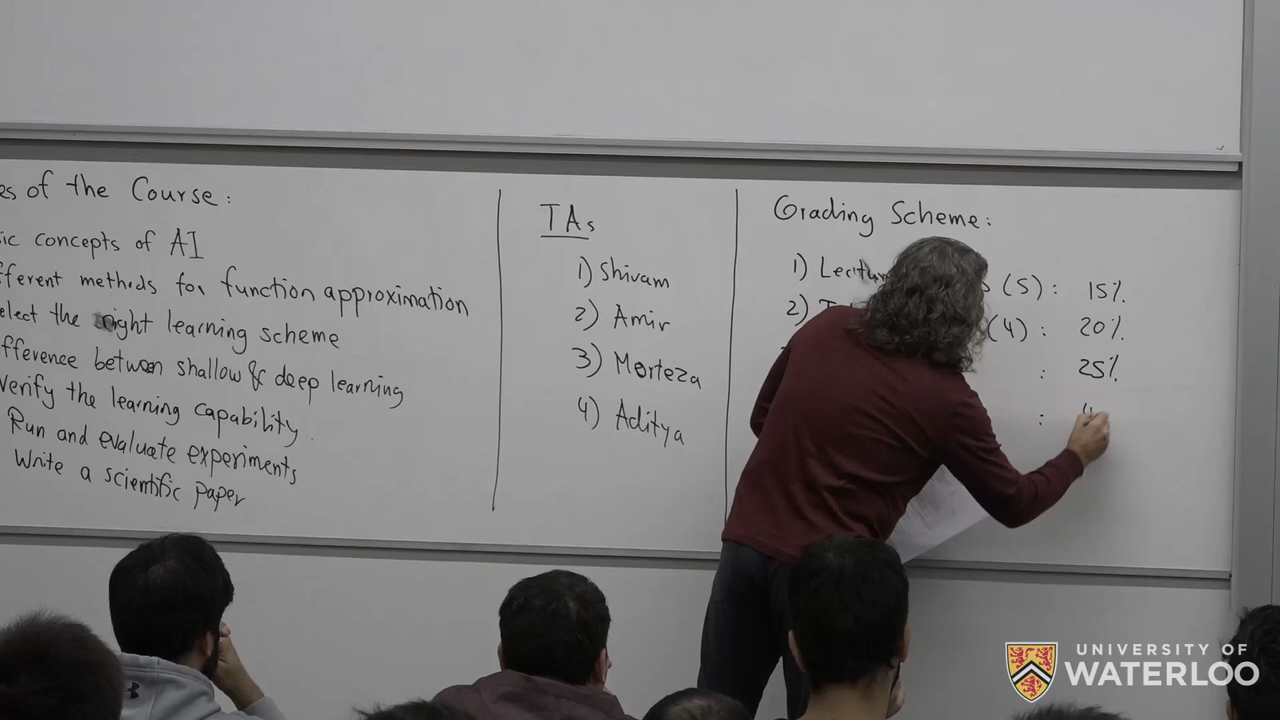 es of the Course:
ic concepts of AI
fferent methods for function approximation
elect the right learning scheme
ifference between shallow & deep learning
Verify the learning capability.
Run and evaluate experiments
Write a scientific paper
TAs
1) Shivam
2) Amir
3) Morteza
4) Aditya
Grading Scheme:
1) Lectur s (5): 15%.
2) (4): 20%.
: 25%.
:
UNIVERSITY OF
WATERLOO